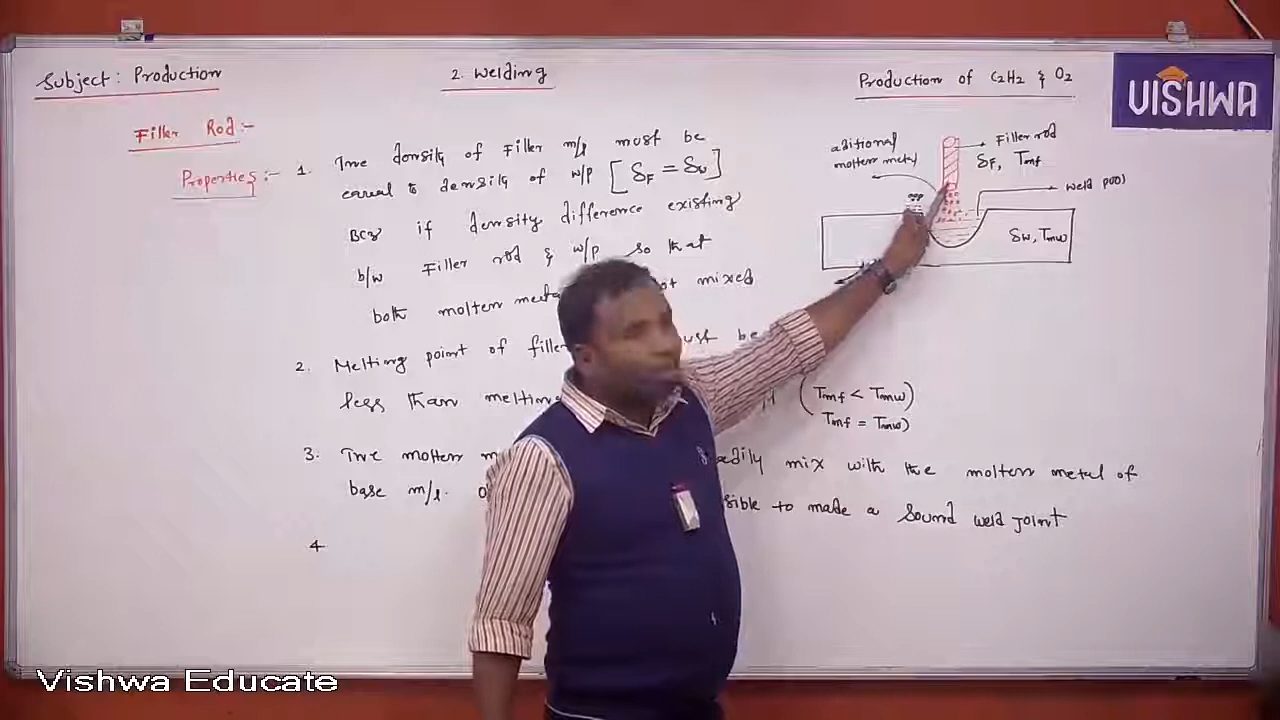 Subject: Production
2. Welding
Production of C2H2 & O2
VISHWA
Filler Rod:-
Properties:- 1. The density of Filler m/l must be
equal to density of w/p [ SF = Sw ]
Bcz if density difference existing
b/w Filler rod & w/p so that
both molten not mixed
2. Melting point of ust be
less than ( Tmf < Tmw )
Tmf = Tmw)
3. The molten adily mix with the molten metal of
base m/l. sible to made a sound weld joint
4
aditional
molten metal
Filler rod
SF, Tmf
weld pool
Sw, Tmw
Vishwa Educate